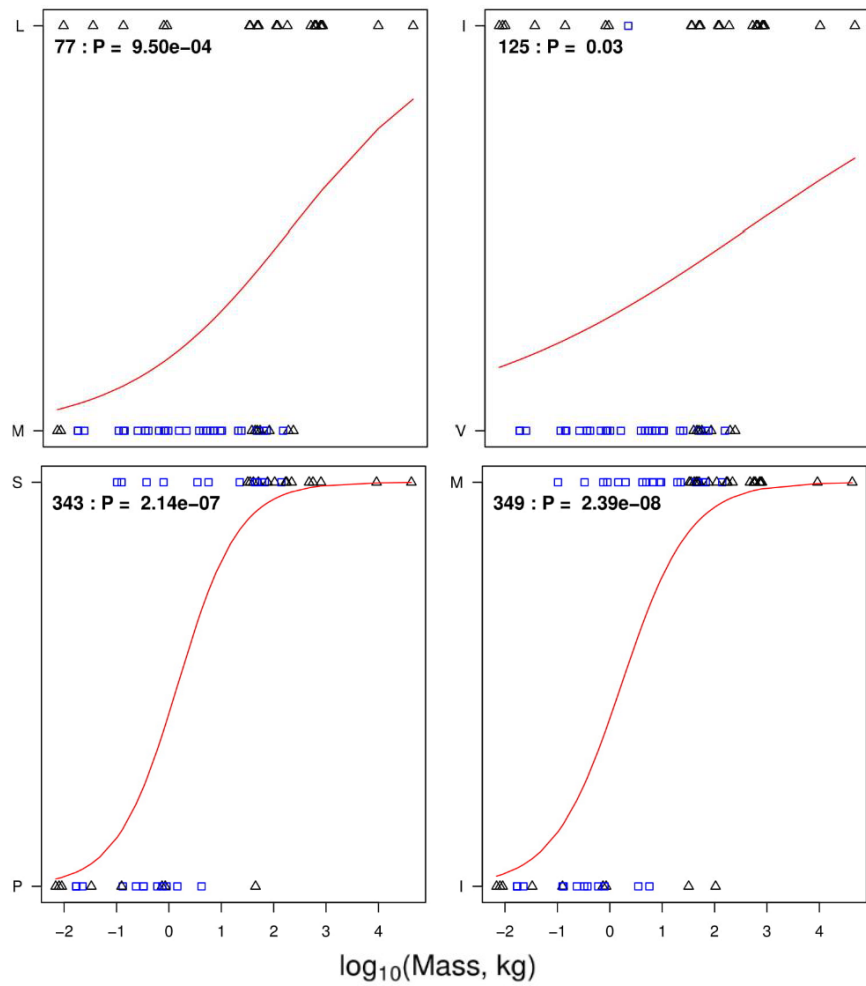 L
77 : P = 9.50e-04
M
I
125 : P = 0.03
V
S
343 : P = 2.14e-07
P
I
M
349 : P = 2.39e-08
I
-2 -1 0 1 2 3 4
-2 -1 0 1 2 3 4
log10(Mass, kg)